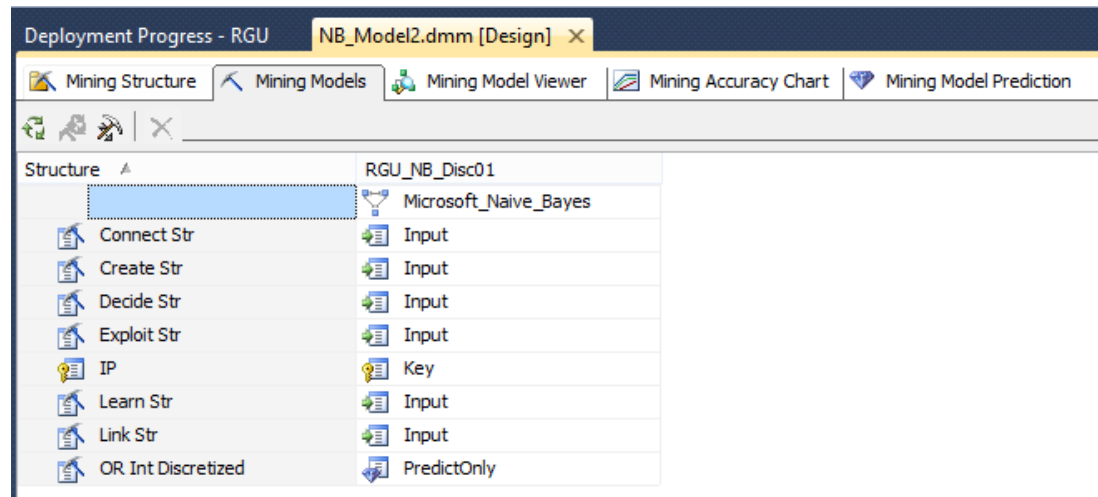 Deployment Progress - RGU NB_Model2.dmm [Design]
Mining Structure Mining Models Mining Model Viewer Mining Accuracy Chart Mining Model Prediction
Structure RGU_NB_Disc01
Microsoft_Naive_Bayes
Connect Str Input
Create Str Input
Decide Str Input
Exploit Str Input
IP Key
Learn Str Input
Link Str Input
OR Int Discretized PredictOnly